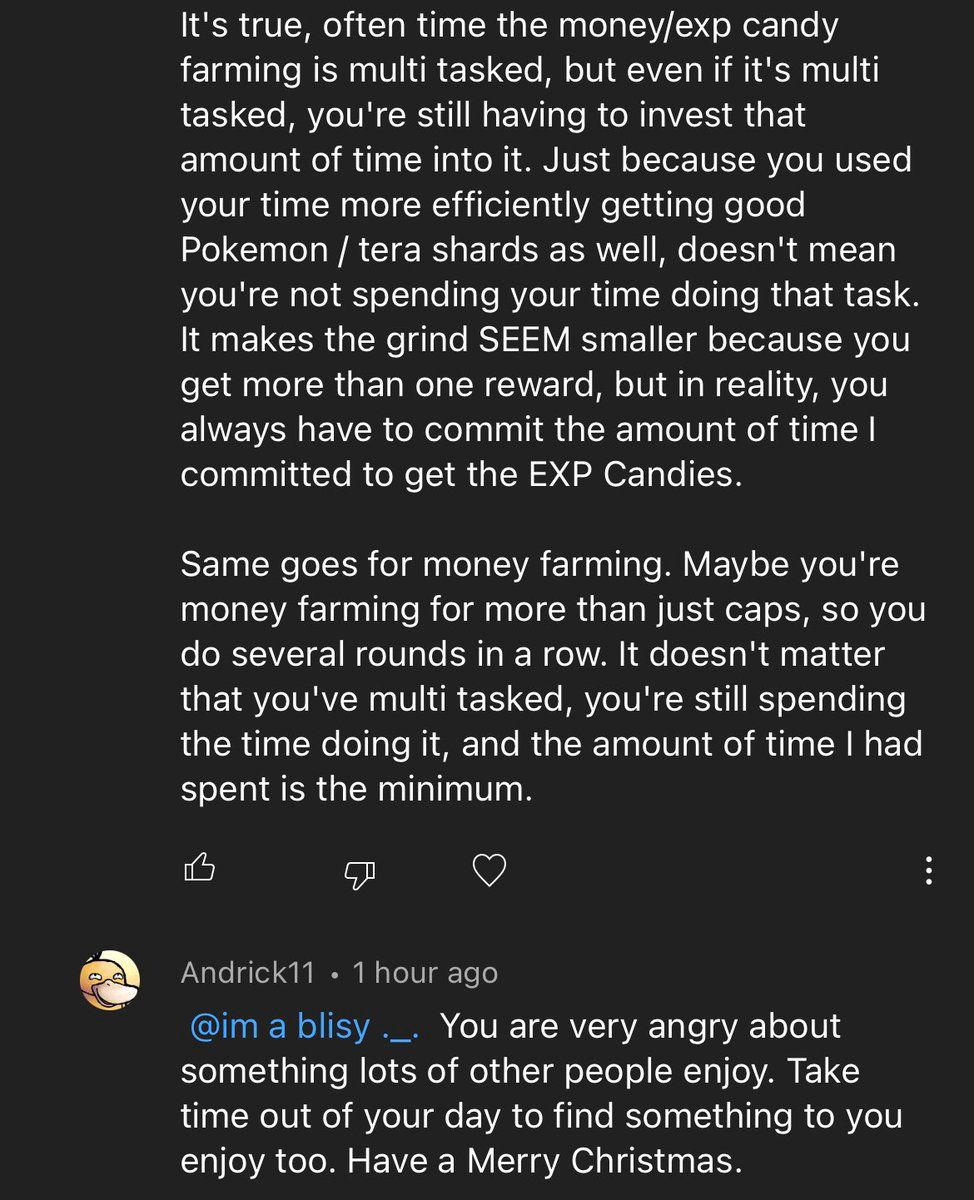 It's true, often time the money/exp candy
farming is multi tasked, but even if it's multi
tasked, you're still having to invest that
amount of time into it. Just because you used
your time more efficiently getting good
Pokemon / tera shards as well, doesn't mean
you're not spending your time doing that task.
It makes the grind SEEM smaller because you
get more than one reward, but in reality, you
always have to commit the amount of time I
committed to get the EXP Candies.
Same goes for money farming. Maybe you're
money farming for more than just caps, so you
do several rounds in a row. It doesn't matter
that you've multi tasked, you're still spending
the time doing it, and the amount of time I had
spent is the minimum.
Andrick11 • 1 hour ago
@im a blisy ._. You are very angry about
something lots of other people enjoy. Take
time out of your day to find something to you
enjoy too. Have a Merry Christmas.